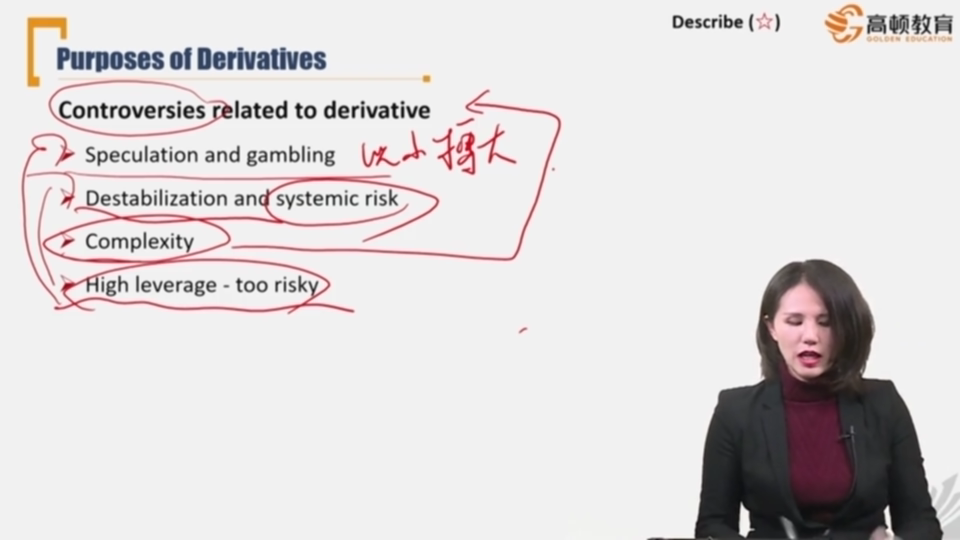 Describe (☆)
高顿教育
GOLDEN EDUCATION
Purposes of Derivatives
Controversies related to derivative
Speculation and gambling 以小搏大
Destabilization and systemic risk
Complexity
High leverage - too risky